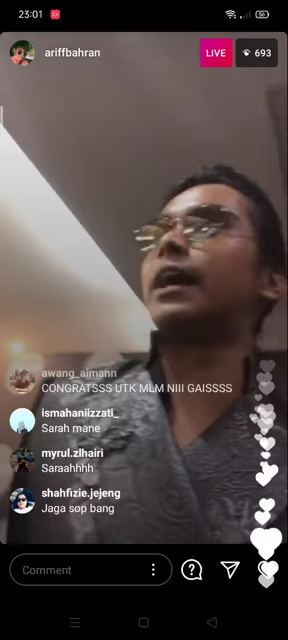 23:01
56
ariffbahran
LIVE
693
awang_aimann
CONGRATSSS UTK MLM NIII GAISSSS
ismahaniizzati_
Sarah mane
myrul.zlhairi
Saraahhhh
shahfizie.jejeng
Jaga sop bang
Comment